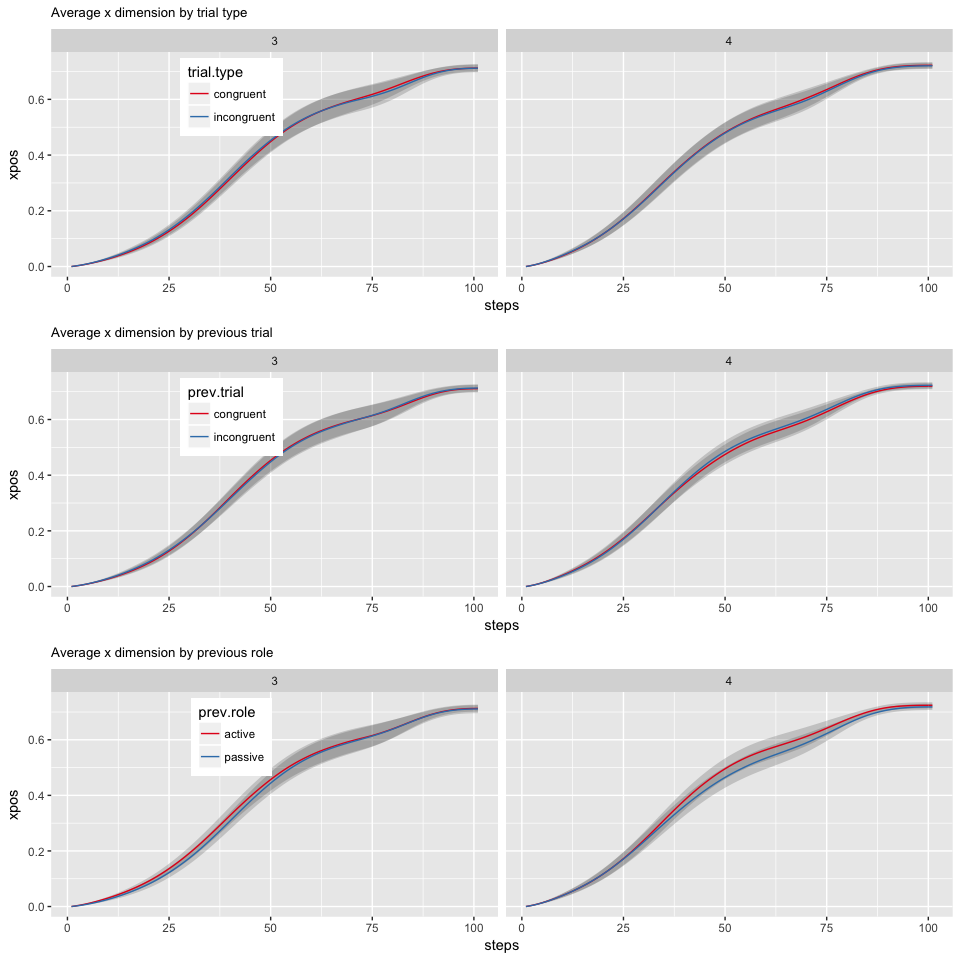 Average x dimension by trial type
3
4
trial.type
congruent
incongruent
xpos
0.6
0.4
0.2
0.0
0 25 50 75 100
0 25 50 75 100
steps
Average x dimension by previous trial
3
4
prev.trial
congruent
incongruent
xpos
0.6
0.4
0.2
0.0
0 25 50 75 100
0 25 50 75 100
steps
Average x dimension by previous role
3
4
prev.role
active
passive
xpos
0.6
0.4
0.2
0.0
0 25 50 75 100
0 25 50 75 100
steps